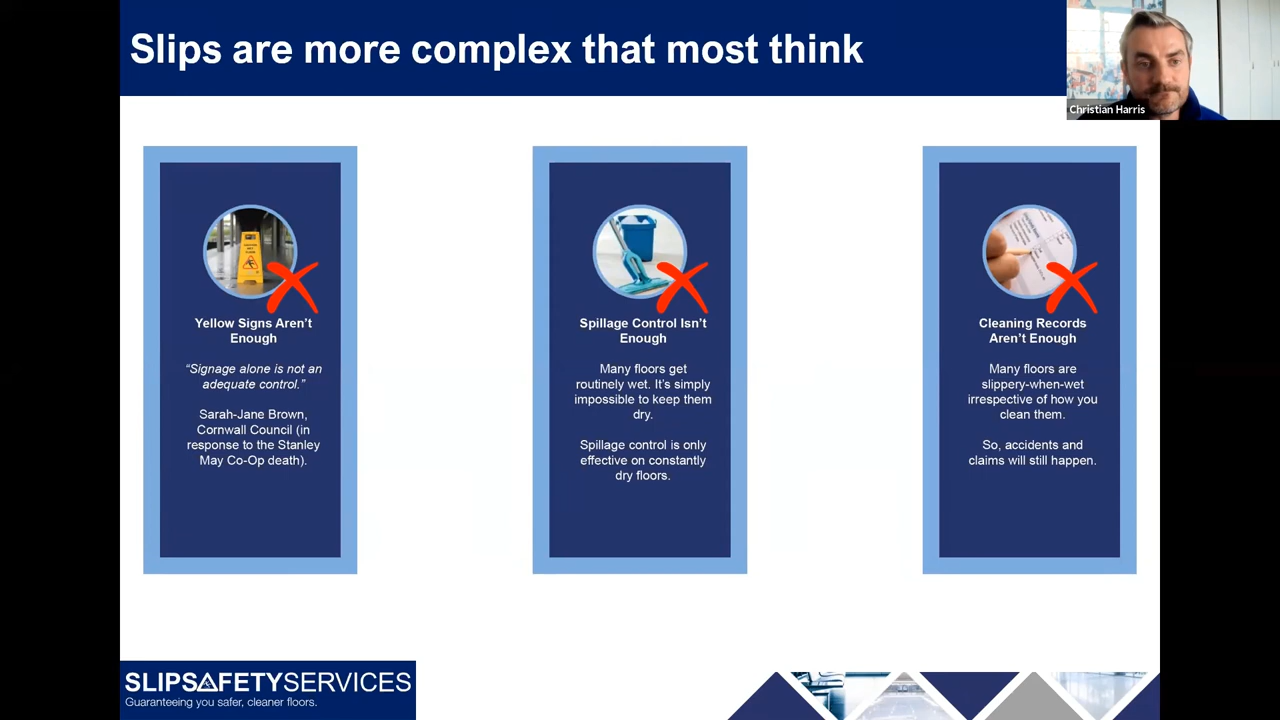 Slips are more complex that most think
Christian Harris
Yellow Signs Aren't
Enough
“Signage alone is not an
adequate control.”
Sarah-Jane Brown,
Cornwall Council (in
response to the Stanley
May Co-Op death).
Spillage Control Isn't
Enough
Many floors get
routinely wet. It's simply
impossible to keep them
dry.
Spillage control is only
effective on constantly
dry floors.
Cleaning Records
Aren't Enough
Many floors are
slippery-when-wet
irrespective of how you
clean them.
So, accidents and
claims will still happen.
SLIPSAFETYSERVICES
Guaranteeing you safer, cleaner floors.